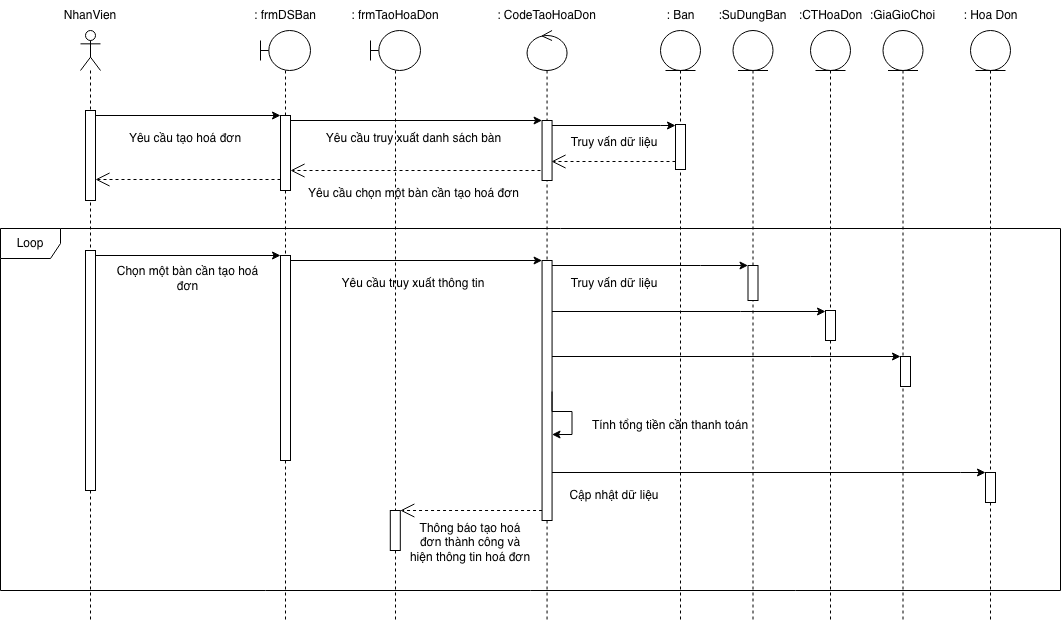 NhanVien
: frmDSBan
: frmTaoHoaDon
: CodeTaoHoaDon
: Ban
:SuDungBan
:CTHoaDon
:GiaGioChoi
: Hoa Don
Yêu cầu tạo hoá đơn
Yêu cầu truy xuất danh sách bàn
Truy vấn dữ liệu
Yêu cầu chọn một bàn cần tạo hoá đơn
Loop
Chọn một bàn cần tạo hoá
đơn
Yêu cầu truy xuất thông tin
Truy vấn dữ liệu
Tính tổng tiền cần thanh toán
Cập nhật dữ liệu
Thông báo tạo hoá
đơn thành công và
hiện thông tin hoá đơn